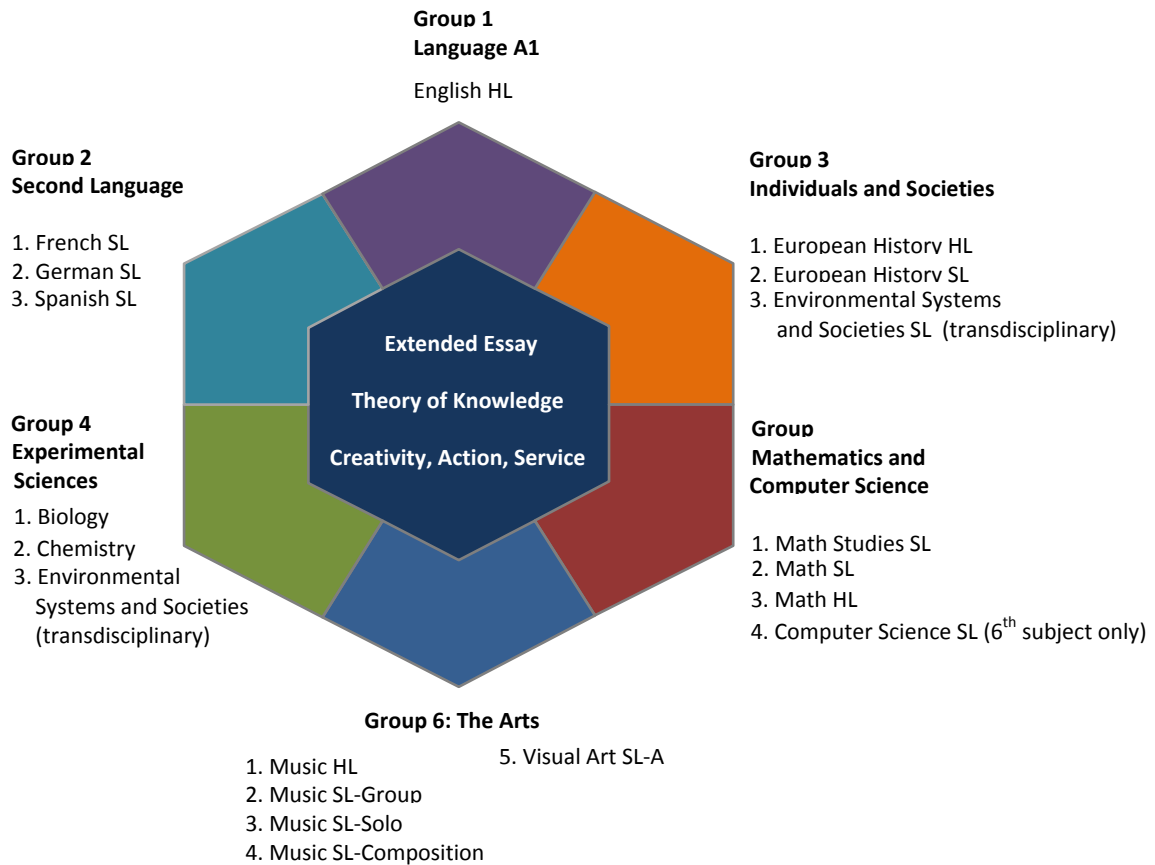 Group 1
Language A1
English HL
Group 2
Second Language
1. French SL
2. German SL
3. Spanish SL
Group 3
Individuals and Societies
1. European History HL
2. European History SL
3. Environmental Systems
and Societies SL (transdisciplinary)
Extended Essay
Theory of Knowledge
Creativity, Action, Service
Group 4
Experimental
Sciences
1. Biology
2. Chemistry
3. Environmental
Systems and Societies
(transdisciplinary)
Group
Mathematics and
Computer Science
1. Math Studies SL
2. Math SL
3. Math HL
4. Computer Science SL (6th subject only)
Group 6: The Arts
1. Music HL
2. Music SL-Group
3. Music SL-Solo
4. Music SL-Composition
5. Visual Art SL-A